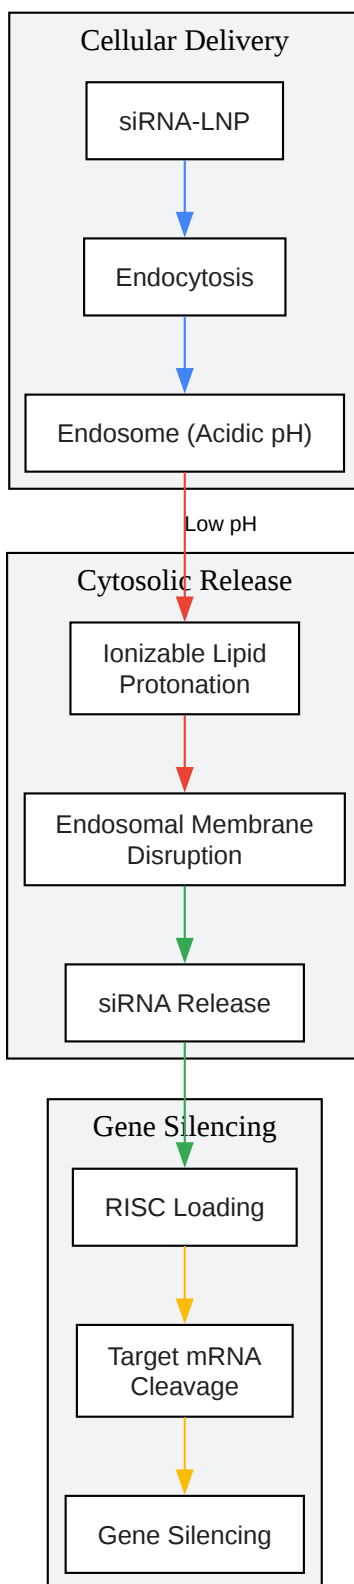 Cellular Delivery
siRNA-LNP
Endocytosis
Endosome (Acidic pH)
Low pH
Cytosolic Release
Ionizable Lipid
Protonation
Endosomal Membrane
Disruption
siRNA Release
Gene Silencing
RISC Loading
Target mRNA
Cleavage
Gene Silencing